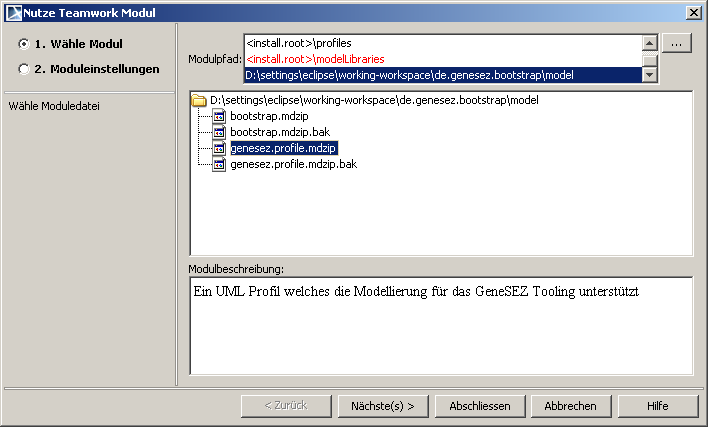 Nutze Teamwork Modul
1. Wähle Modul
2. Moduleinstellungen
Wähle Moduledatei
Modulpfad:
<install.root>\profiles
<install.root>\modelLibraries
D:\settings\eclipse\working-workspace\de.genesez.bootstrap\model
...
D:\settings\eclipse\working-workspace\de.genesez.bootstrap\model
bootstrap.mdzip
bootstrap.mdzip.bak
genesez.profile.mdzip
genesez.profile.mdzip.bak
Modulbeschreibung:
Ein UML Profil welches die Modellierung für das GeneSEZ Tooling unterstützt
< Zurück
Nächste(s) >
Abschliessen
Abbrechen
Hilfe